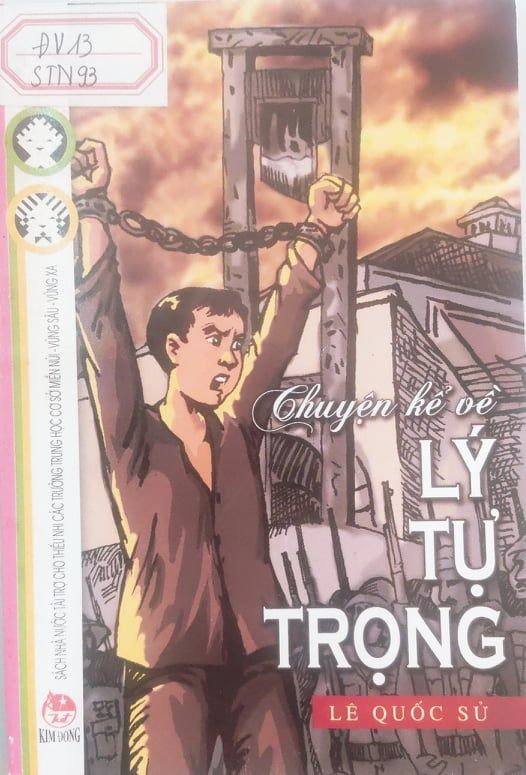 ĐV13
STN93
SÁCH NHÀ NƯỚC TÀI TRỢ CHO THIẾU NHI CÁC TRƯỜNG TRUNG HỌC CƠ SỞ MIỀN NÚI - VÙNG SÂU - VÙNG XA
Chuyện kể về
LÝ
TỰ
TRỌNG
LÊ QUỐC SỬ
Kđ
KIM ĐỒNG